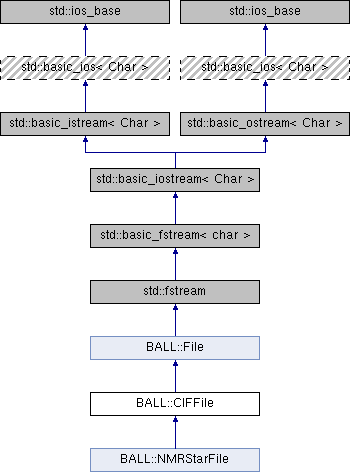 std::ios_base
std::ios_base
std::basic_ios< Char >
std::basic_ios< Char >
std::basic_istream< Char >
std::basic_ostream< Char >
std::basic_iostream< Char >
std::basic_fstream< char >
std::fstream
BALL::File
BALL::CIFFile
BALL::NMRStarFile